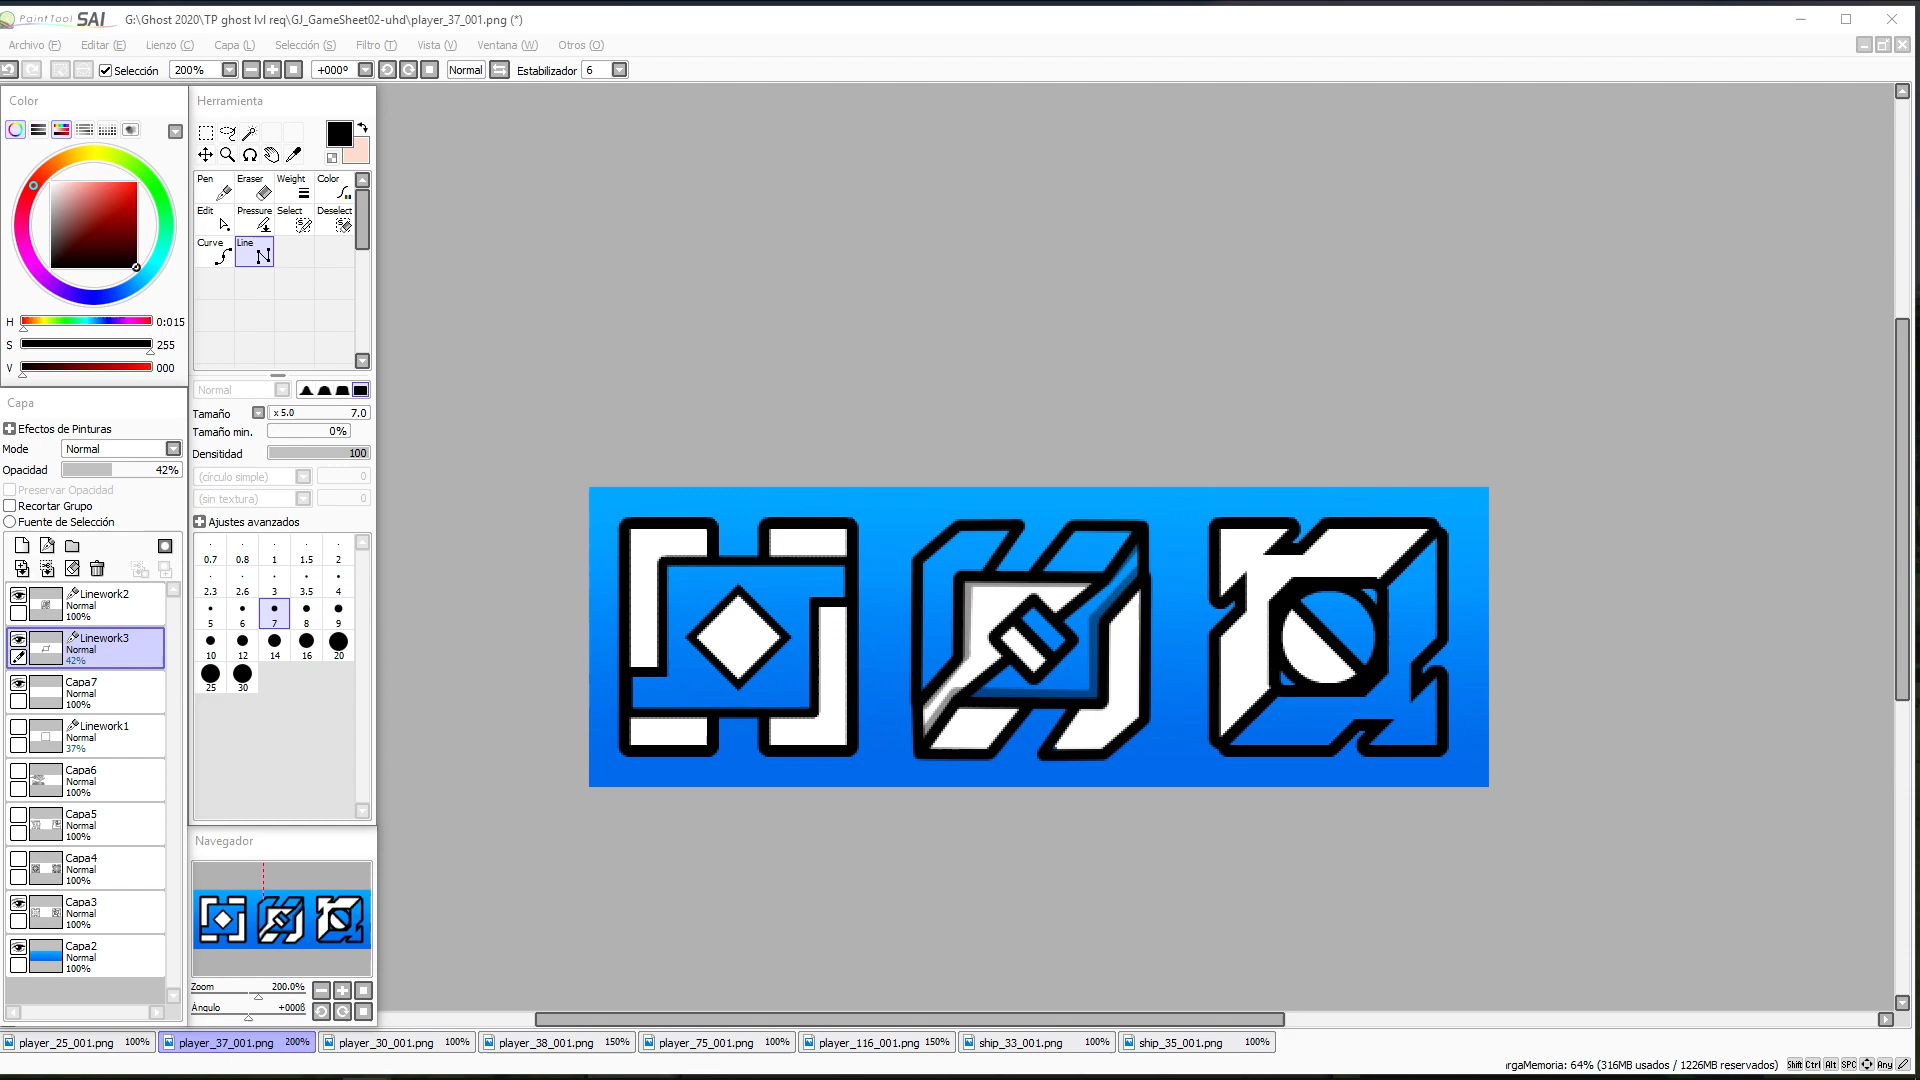 PaintTool SAI G:\Ghost 2020\TP ghost lvl req\GJ_GameSheet02-uhd\player_37_001.png (*)
Archivo (F) Editar (E) Lienzo (C) Capa (L) Selección (S) Filtro (T) Vista (V) Ventana (W) Otros (O)
Selección 200% +000° Normal Estabilizador 6
Color
H 0:015
S 255
V 000
Capa
Efectos de Pinturas
Mode Normal
Opacidad 42%
Preservar Opacidad
Recortar Grupo
Fuente de Selección
Linework2
Normal
100%
Linework3
Normal
42%
Capa7
Normal
100%
Linework1
Normal
37%
Capa6
Normal
100%
Capa5
Normal
100%
Capa4
Normal
100%
Capa3
Normal
100%
Capa2
Normal
100%
Herramienta
Pen Eraser Weight Color
Edit Pressure Select Deselect
Curve Line
Normal
Tamaño x 5.0 7.0
Tamaño min. 0%
Densitidad 100
(círculo simple) 0
(sin textura) 0
Ajustes avanzados
0.7 0.8 1 1.5 2
2.3 2.6 3 3.5 4
5 6 7 8 9
10 12 14 16 20
25 30
Navegador
Zoom 200.0%
Ángulo +000ß
player_25_001.png 100% player_37_001.png 200% player_30_001.png 100% player_38_001.png 150% player_75_001.png 100% player_116_001.png 150% ship_33_001.png 100% ship_35_001.png 100%
rgaMemoria: 64% (316MB usados / 1226MB reservados) Shift Ctrl Alt SPC Any